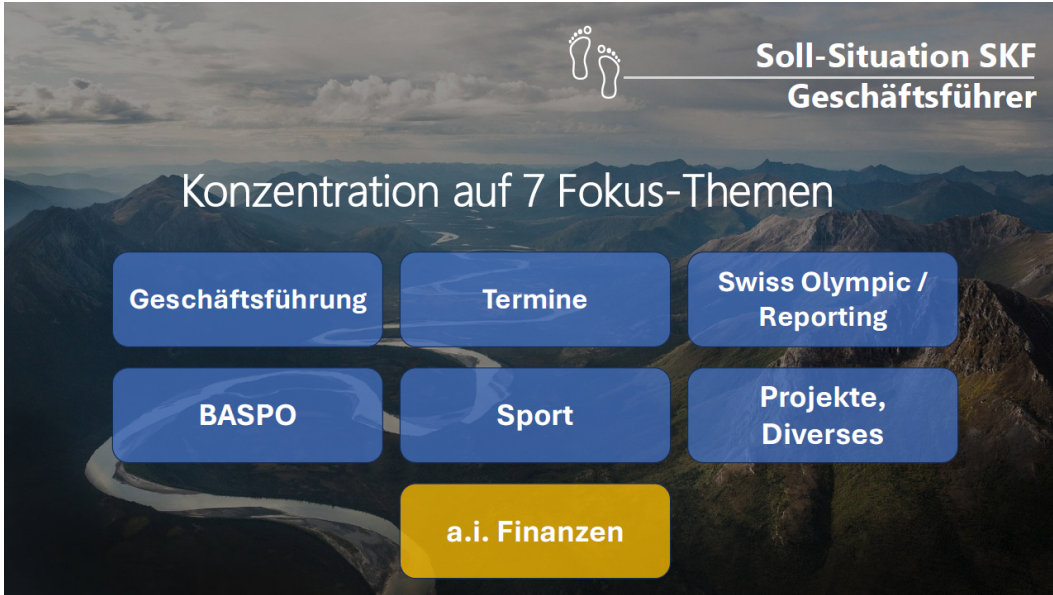 Soll-Situation SKF
Geschäftsführer
Konzentration auf 7 Fokus-Themen
Geschäftsführung
Termine
Swiss Olympic /
Reporting
BASPO
Sport
Projekte,
Diverses
a.i. Finanzen